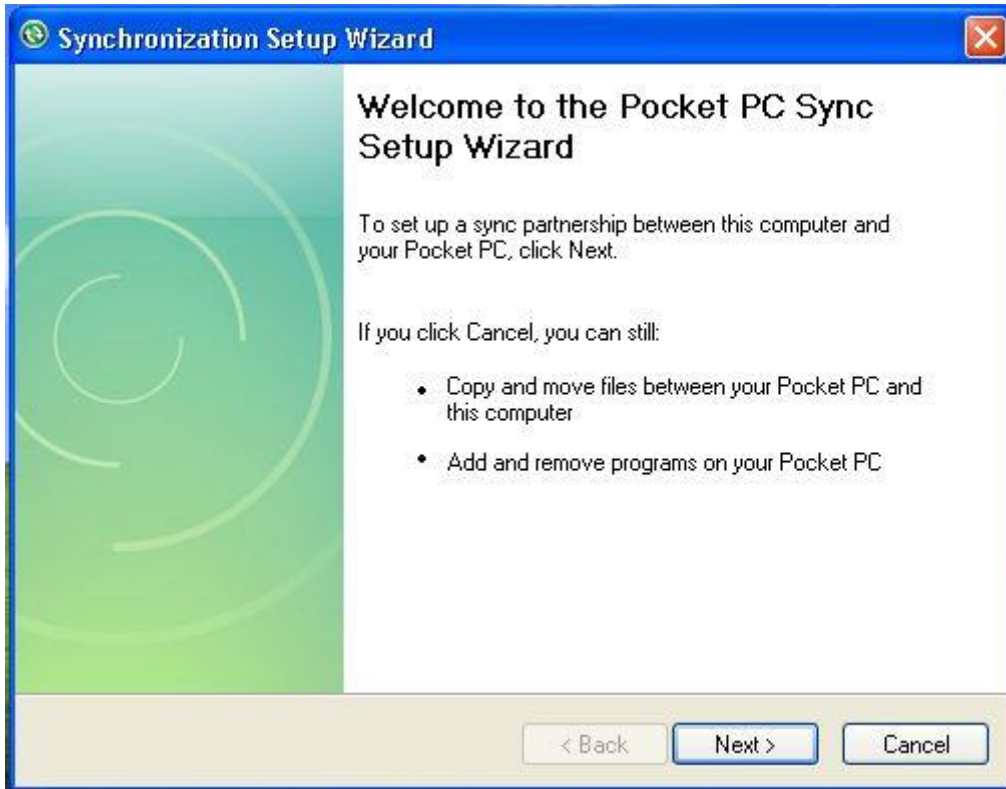 Synchronization Setup Wizard
Welcome to the Pocket PC Sync
Setup Wizard
To set up a sync partnership between this computer and
your Pocket PC, click Next.
If you click Cancel, you can still:
• Copy and move files between your Pocket PC and
this computer
• Add and remove programs on your Pocket PC
< Back Next > Cancel